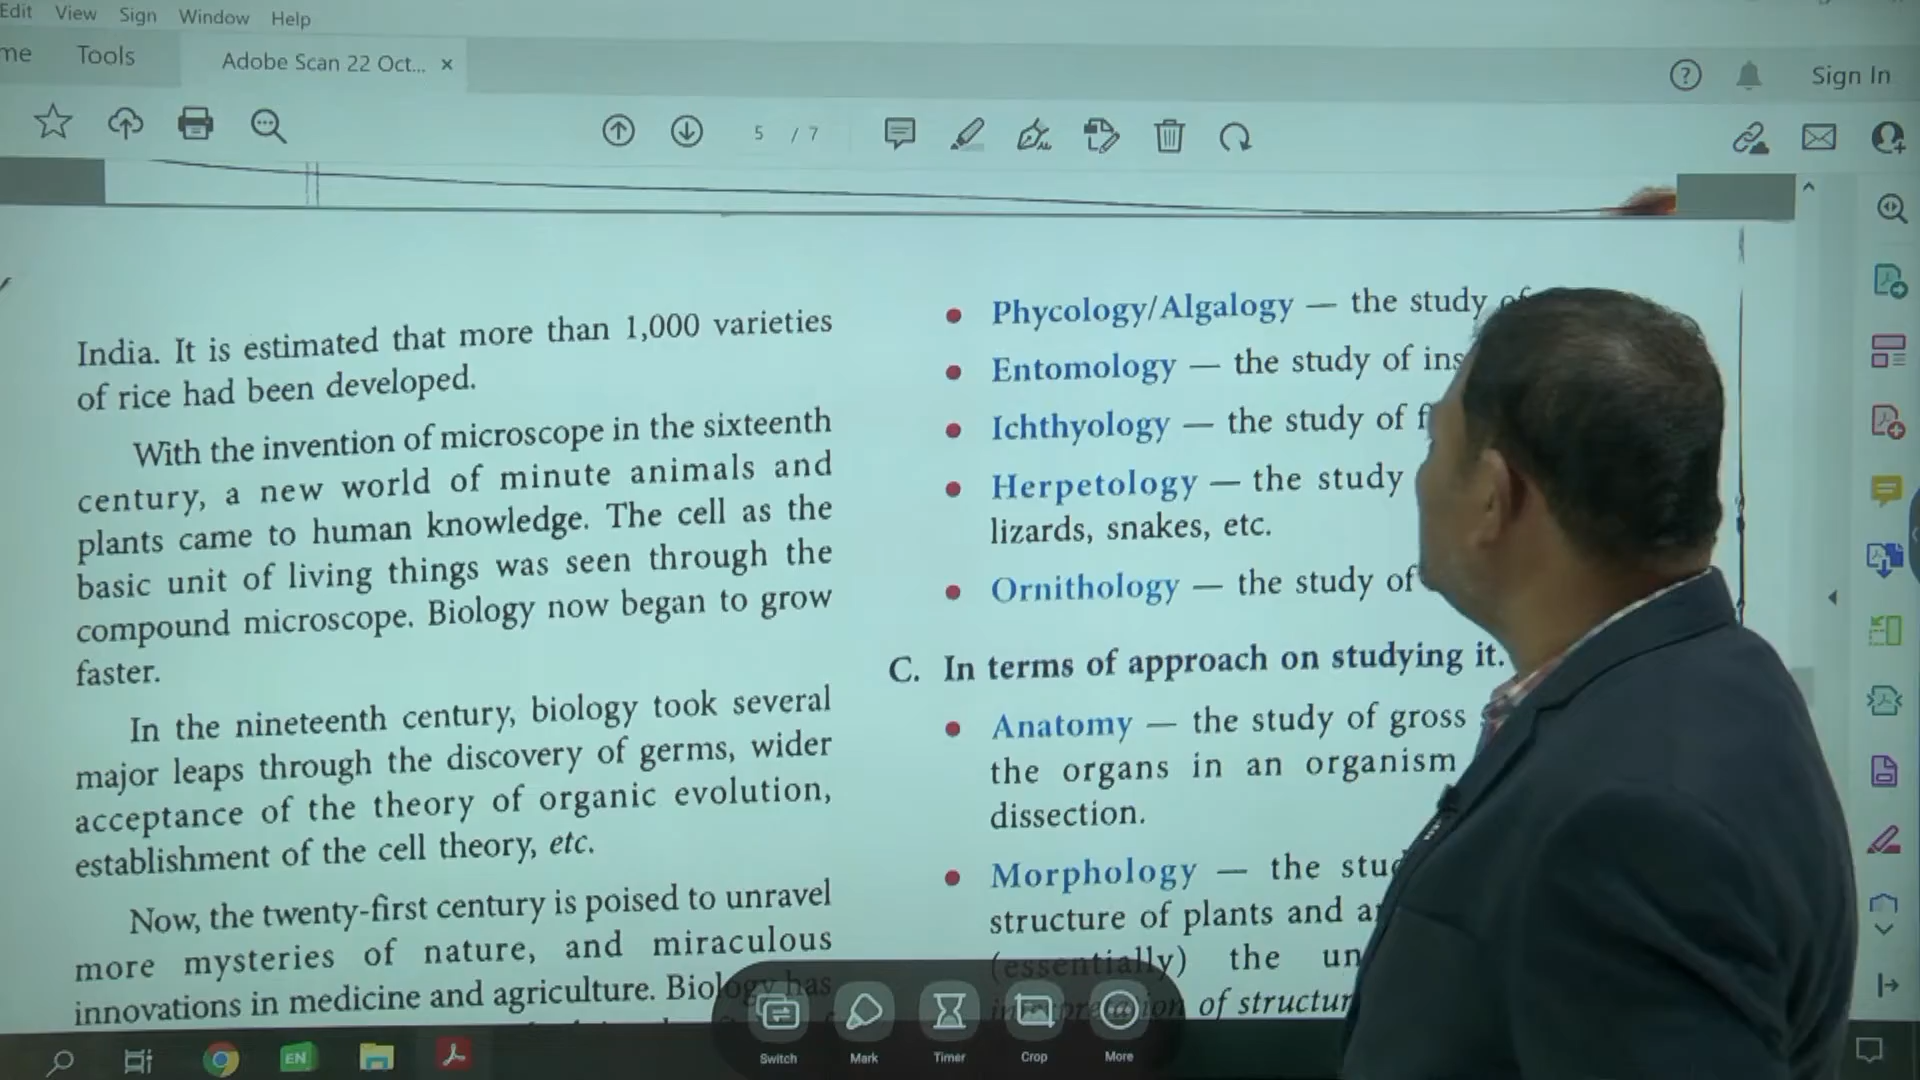 Edit View Sign Window Help
me Tools Adobe Scan 22 Oct... ×
Sign In
5 / 7
India. It is estimated that more than 1,000 varieties
of rice had been developed.
With the invention of microscope in the sixteenth
century, a new world of minute animals and
plants came to human knowledge. The cell as the
basic unit of living things was seen through the
compound microscope. Biology now began to grow
faster.
In the nineteenth century, biology took several
major leaps through the discovery of germs, wider
acceptance of the theory of organic evolution,
establishment of the cell theory, etc.
Now, the twenty-first century is poised to unravel
more mysteries of nature, and miraculous
innovations in medicine and agriculture. Biology has
• Phycology/Algalogy — the study of
• Entomology — the study of ins
• Ichthyology — the study of f
• Herpetology — the study
lizards, snakes, etc.
• Ornithology — the study of
C. In terms of approach on studying it.
• Anatomy — the study of gross
the organs in an organism
dissection.
• Morphology — the stud
structure of plants and a
(essentially) the un
interpretation of structur
Switch Mark Timer Crop More
EN